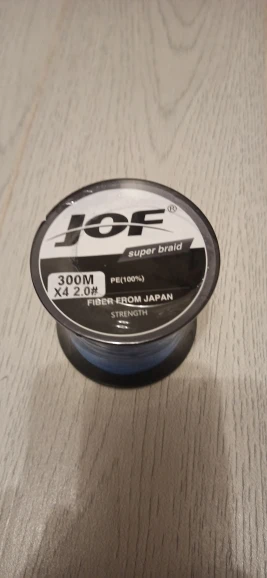 JOF®
super braid
300M
X4 2.0#
PE(100%)
FIBER FROM JAPAN
STRENGTH